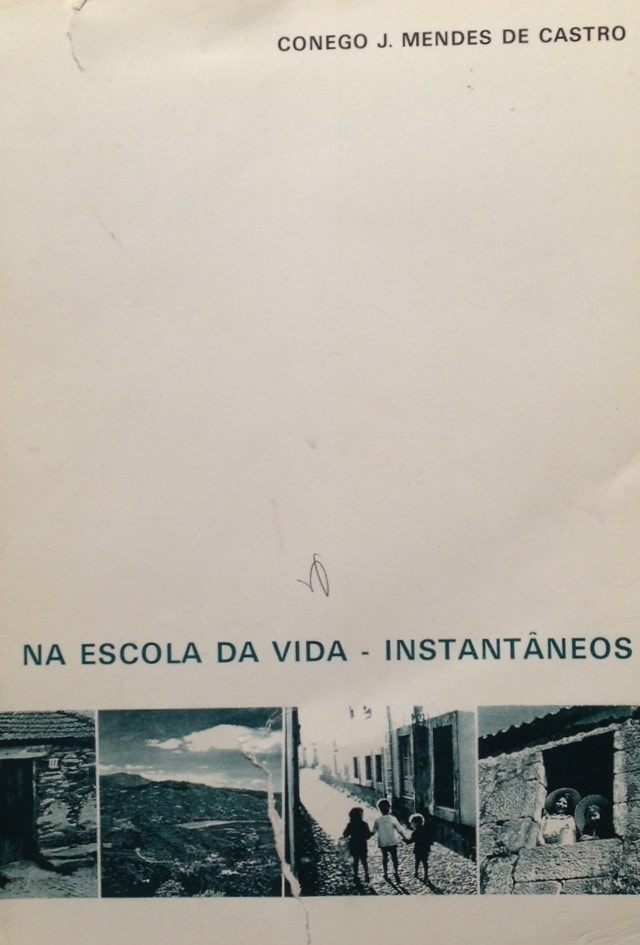 CONEGO J. MENDES DE CASTRO
NA ESCOLA DA VIDA - INSTANTÂNEOS